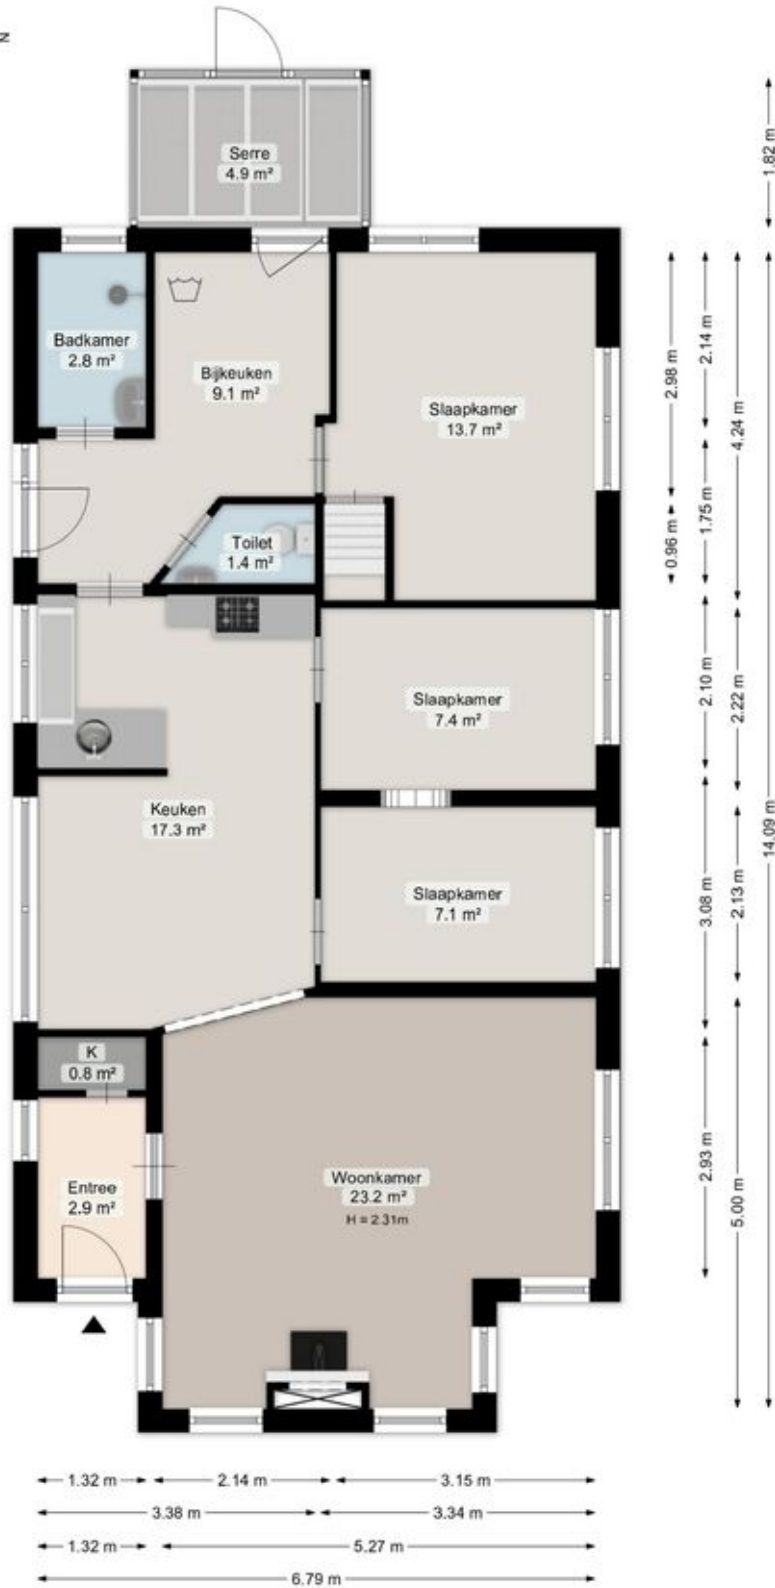 N
Serre
4.9 m²
Badkamer
2.8 m²
Bijkeuken
9.1 m²
Slaapkamer
13.7 m²
Toilet
1.4 m²
Slaapkamer
7.4 m²
Keuken
17.3 m²
Slaapkamer
7.1 m²
K
0.8 m²
Entree
2.9 m²
Woonkamer
23.2 m²
H = 2.31m
1.82 m
2.98 m
0.96 m
2.14 m
1.75 m
2.10 m
3.08 m
2.93 m
4.24 m
2.22 m
2.13 m
5.00 m
14.09 m
1.32 m
2.14 m
3.15 m
3.38 m
3.34 m
1.32 m
5.27 m
6.79 m